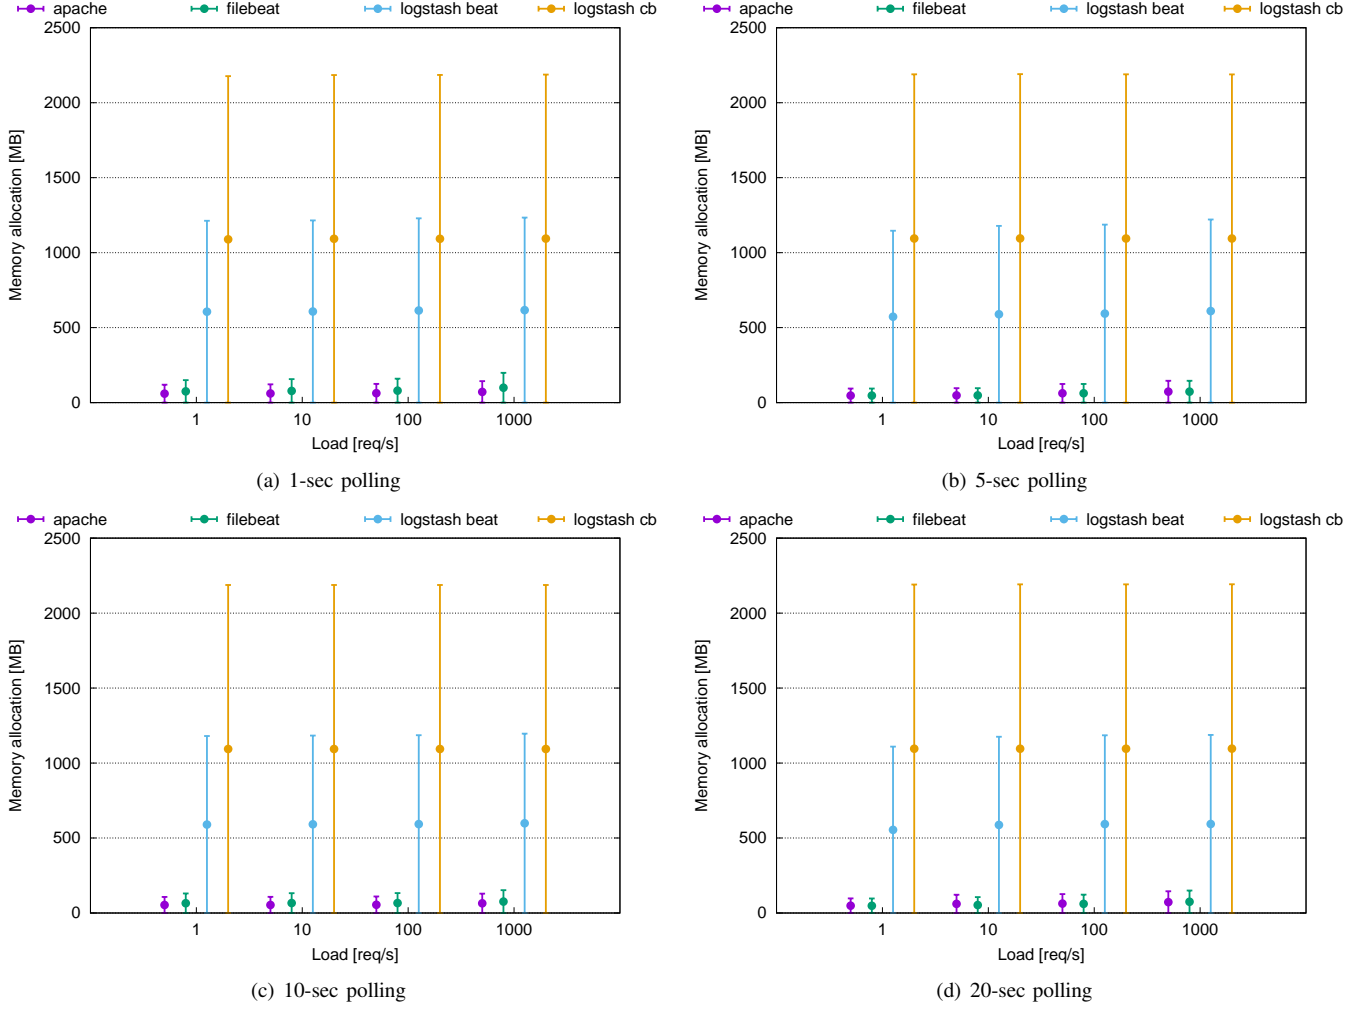 apache filebeat logstash beat logstash cb
2500
2000
1500
1000
500
0
Memory allocation [MB]
1 10 100 1000
Load [req/s]
(a) 1-sec polling
apache filebeat logstash beat logstash cb
2500
2000
1500
1000
500
0
Memory allocation [MB]
1 10 100 1000
Load [req/s]
(b) 5-sec polling
apache filebeat logstash beat logstash cb
2500
2000
1500
1000
500
0
Memory allocation [MB]
1 10 100 1000
Load [req/s]
(c) 10-sec polling
apache filebeat logstash beat logstash cb
2500
2000
1500
1000
500
0
Memory allocation [MB]
1 10 100 1000
Load [req/s]
(d) 20-sec polling